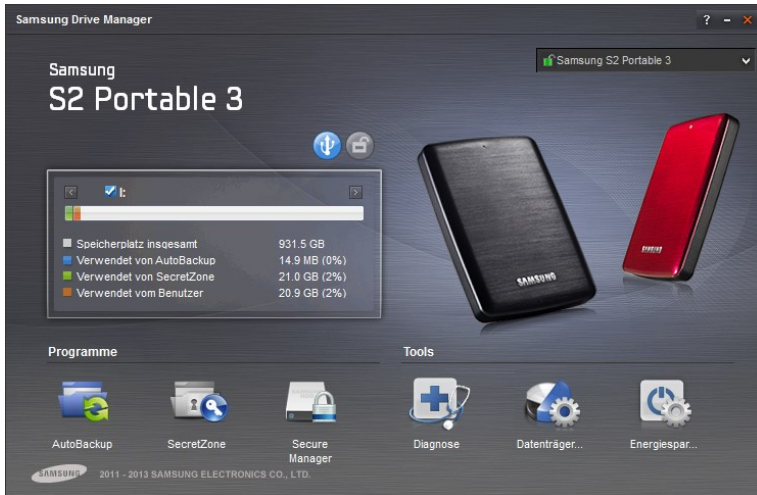 Samsung Drive Manager
? –
Samsung S2 Portable 3
Samsung
S2 Portable 3
I:
Speicherplatz insgesamt 931.5 GB
Verwendet von AutoBackup 14.9 MB (0%)
Verwendet von SecretZone 21.0 GB (2%)
Verwendet vom Benutzer 20.9 GB (2%)
SAMSUNG
SAMSUNG
Programme
Tools
AutoBackup
SecretZone
Secure
Manager
Diagnose
Datenträger...
Energiespar...
SAMSUNG 2011 - 2013 SAMSUNG ELECTRONICS CO., LTD.